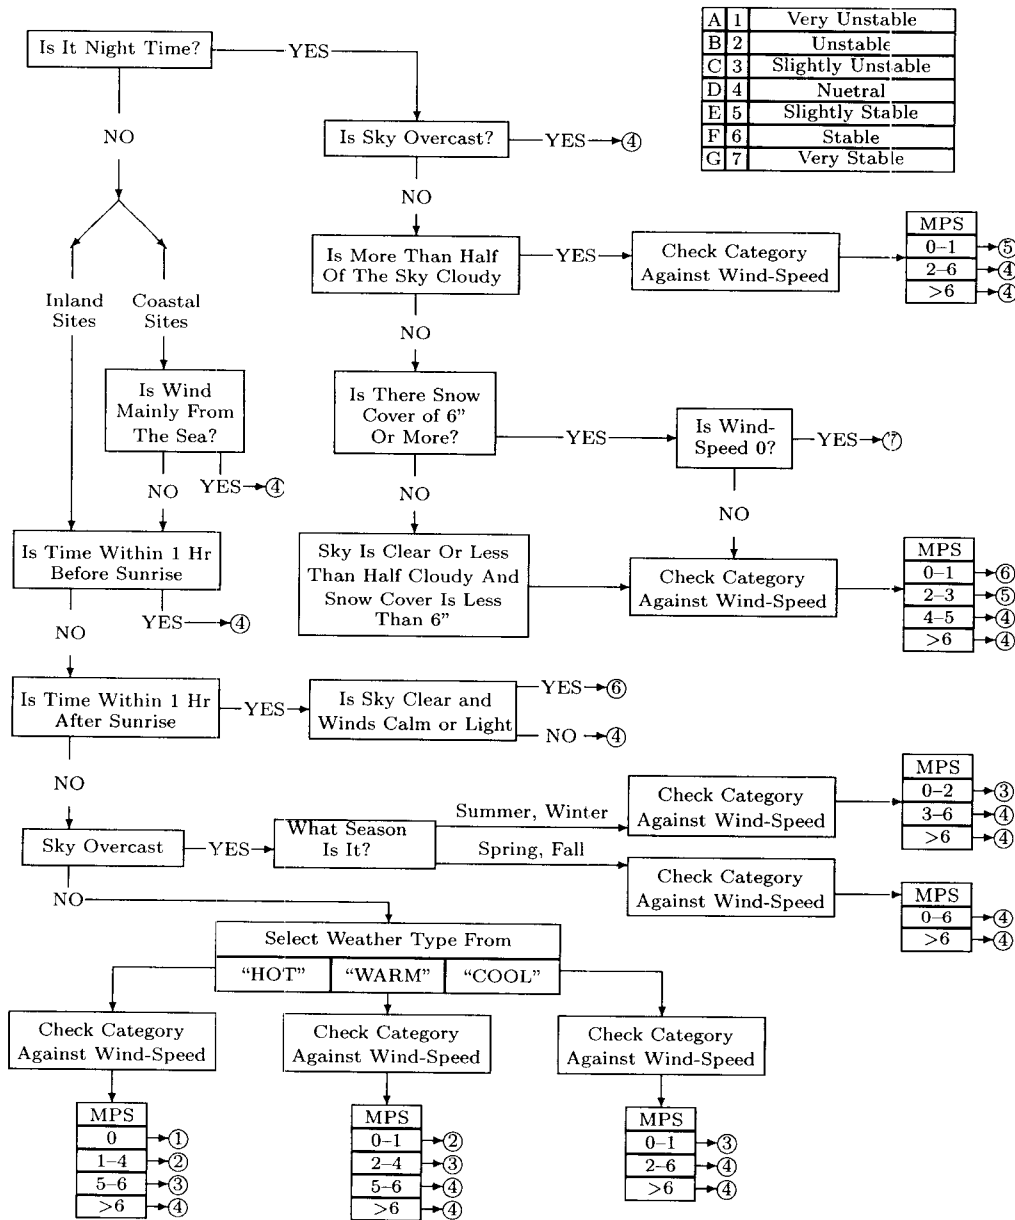 Is It Night Time?
YES
A 1 Very Unstable
B 2 Unstable
C 3 Slightly Unstable
D 4 Nuetral
E 5 Slightly Stable
F 6 Stable
G 7 Very Stable
NO
Is Sky Overcast?
YES
4
NO
Is More Than Half
Of The Sky Cloudy
YES
Check Category
Against Wind-Speed
MPS
0–1 5
2–6 4
>6 4
Inland
Sites
Coastal
Sites
NO
Is Wind
Mainly From
The Sea?
YES
4
NO
Is There Snow
Cover of 6"
Or More?
YES
Is Wind-
Speed 0?
YES
7
NO
NO
Is Time Within 1 Hr
Before Sunrise
YES
4
NO
Sky Is Clear Or Less
Than Half Cloudy And
Snow Cover Is Less
Than 6"
Check Category
Against Wind-Speed
MPS
0–1 6
2–3 5
4–5 4
>6 4
Is Time Within 1 Hr
After Sunrise
YES
Is Sky Clear and
Winds Calm or Light
YES
6
NO
4
NO
Sky Overcast
YES
What Season
Is It?
Summer, Winter
Check Category
Against Wind-Speed
MPS
0–2 3
3–6 4
>6 4
Spring, Fall
Check Category
Against Wind-Speed
MPS
0–6 4
>6 4
NO
Select Weather Type From
“HOT” “WARM” “COOL”
Check Category
Against Wind-Speed
MPS
0 1
1–4 2
5–6 3
>6 4
Check Category
Against Wind-Speed
MPS
0–1 2
2–4 3
5–6 4
>6 4
Check Category
Against Wind-Speed
MPS
0–1 3
2–6 4
>6 4